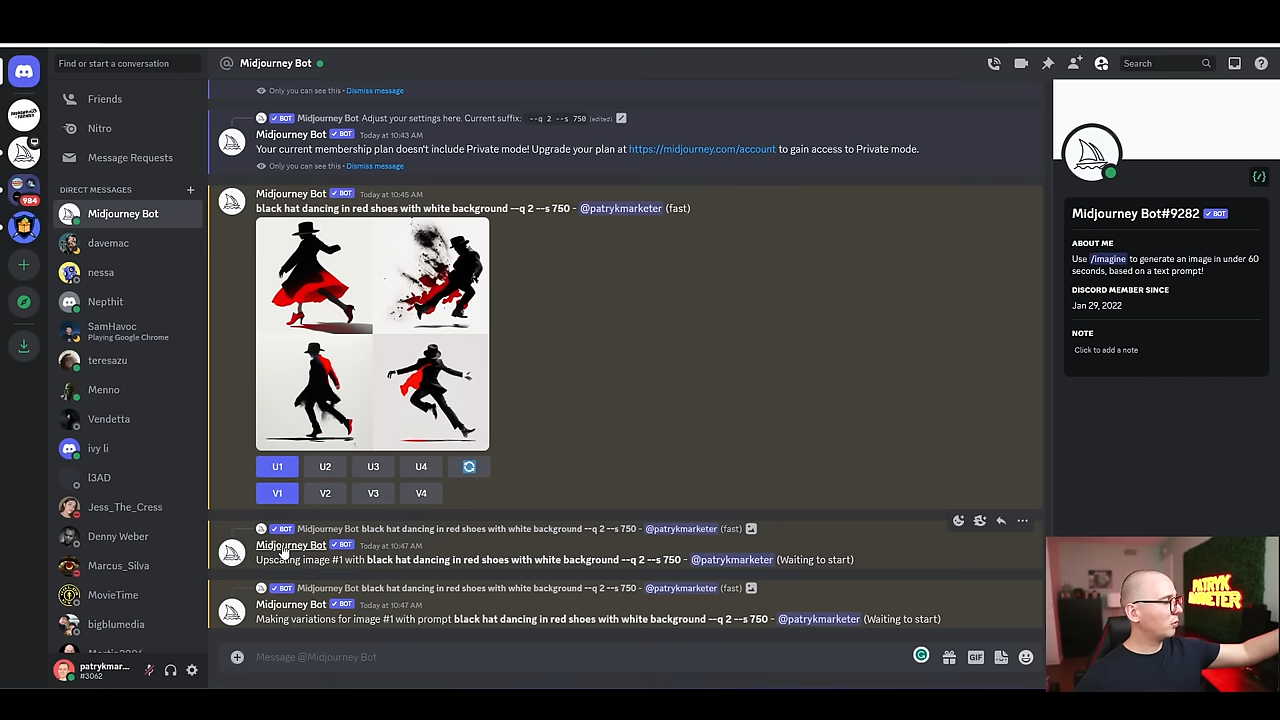 Find or start a conversation
Midjourney Bot
Search
Friends
Nitro
Message Requests
DIRECT MESSAGES
Midjourney Bot
davemac
nessa
Nepthit
SamHavoc
Playing Google Chrome
teresazu
Menno
Vendetta
ivy li
l3AD
Jess_The_Cress
Denny Weber
Marcus_Silva
MovieTime
bigblumedia
984
patrykmar...
#3062
Only you can see this • Dismiss message
BOT Midjourney Bot Adjust your settings here. Current suffix: --q 2 --s 750 (edited)
Midjourney Bot BOT Today at 10:43 AM
Your current membership plan doesn't include Private mode! Upgrade your plan at https://midjourney.com/account to gain access to Private mode.
Only you can see this • Dismiss message
Midjourney Bot BOT Today at 10:45 AM
black hat dancing in red shoes with white background --q 2 --s 750 - @patrykmarketer (fast)
U1 U2 U3 U4
V1 V2 V3 V4
BOT Midjourney Bot black hat dancing in red shoes with white background --q 2 --s 750 - @patrykmarketer (fast)
Midjourney Bot BOT Today at 10:47 AM
Upscaling image #1 with black hat dancing in red shoes with white background --q 2 --s 750 - @patrykmarketer (Waiting to start)
BOT Midjourney Bot black hat dancing in red shoes with white background --q 2 --s 750 - @patrykmarketer (fast)
Midjourney Bot BOT Today at 10:47 AM
Making variations for image #1 with prompt black hat dancing in red shoes with white background --q 2 --s 750 - @patrykmarketer (Waiting to start)
Message @Midjourney Bot
GIF
Midjourney Bot#9282 BOT
ABOUT ME
Use /imagine to generate an image in under 60
seconds, based on a text prompt!
DISCORD MEMBER SINCE
Jan 29, 2022
NOTE
Click to add a note
PATRYK
MARKETER